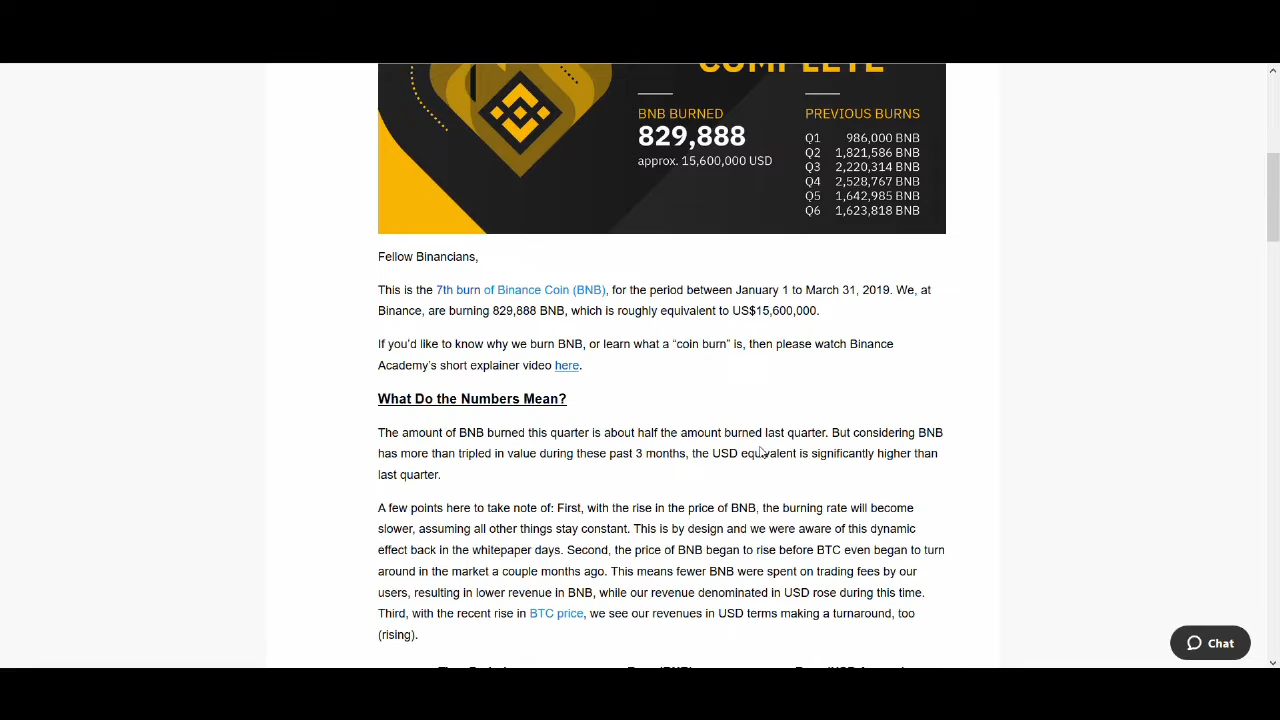 COMPLETE
BNB BURNED
829,888
approx. 15,600,000 USD
PREVIOUS BURNS
Q1 986,000 BNB
Q2 1,821,586 BNB
Q3 2,220,314 BNB
Q4 2,528,767 BNB
Q5 1,642,985 BNB
Q6 1,623,818 BNB
Fellow Binancians,
This is the 7th burn of Binance Coin (BNB), for the period between January 1 to March 31, 2019. We, at
Binance, are burning 829,888 BNB, which is roughly equivalent to US$15,600,000.
If you’d like to know why we burn BNB, or learn what a “coin burn” is, then please watch Binance
Academy’s short explainer video here.
What Do the Numbers Mean?
The amount of BNB burned this quarter is about half the amount burned last quarter. But considering BNB
has more than tripled in value during these past 3 months, the USD equivalent is significantly higher than
last quarter.
A few points here to take note of: First, with the rise in the price of BNB, the burning rate will become
slower, assuming all other things stay constant. This is by design and we were aware of this dynamic
effect back in the whitepaper days. Second, the price of BNB began to rise before BTC even began to turn
around in the market a couple months ago. This means fewer BNB were spent on trading fees by our
users, resulting in lower revenue in BNB, while our revenue denominated in USD rose during this time.
Third, with the recent rise in BTC price, we see our revenues in USD terms making a turnaround, too
(rising).
Chat